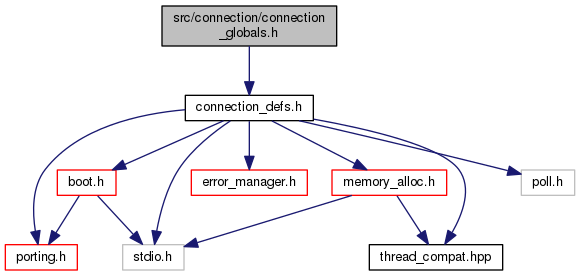 src/connection/connection
_globals.h
connection_defs.h
boot.h
error_manager.h
memory_alloc.h
poll.h
porting.h
stdio.h
thread_compat.hpp